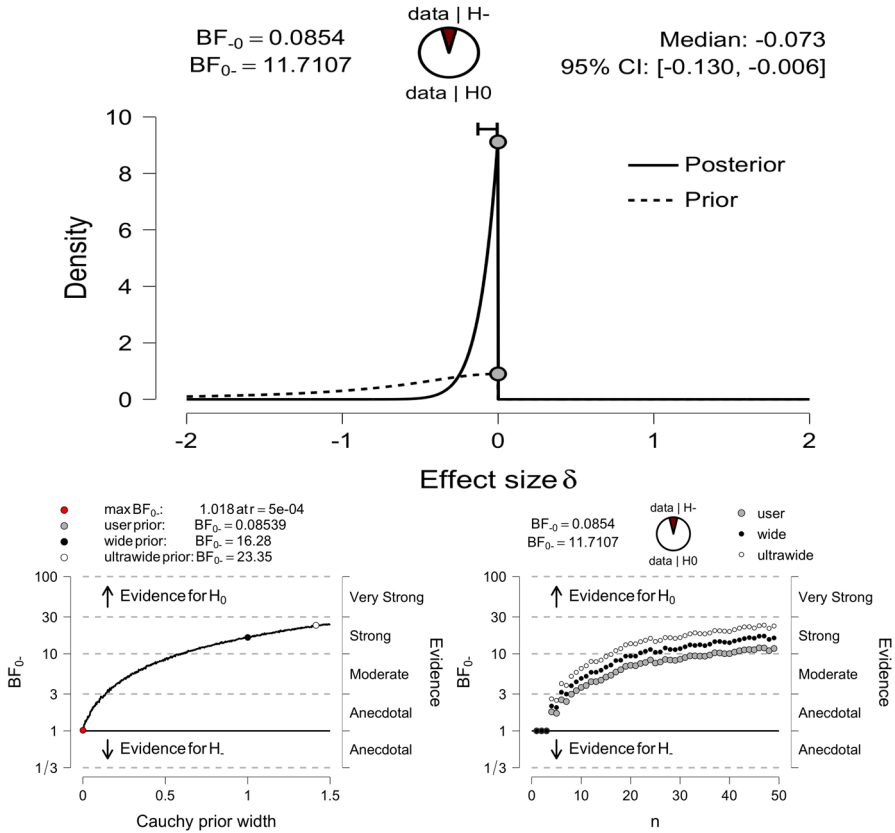 data | H-
BF-0 = 0.0854
BF0- = 11.7107
Median: -0.073
95% CI: [-0.130, -0.006]
data | H0
10
8
6
4
2
0
Density
Posterior
Prior
-2
-1
0
1
2
Effect size δ
max BF0-: 1.018 at r = 5e-04
user prior: BF0- = 0.08539
wide prior: BF0- = 16.28
ultrawide prior: BF0- = 23.35
100
30
10
3
1
1/3
BF0-
Evidence for H0
Evidence for H-
Very Strong
Strong
Moderate
Anecdotal
Anecdotal
Evidence
0
0.5
1
1.5
Cauchy prior width
data | H-
BF-0 = 0.0854
BF0- = 11.7107
data | H0
user
wide
ultrawide
100
30
10
3
1
1/3
BF0-
Evidence for H0
Evidence for H-
Very Strong
Strong
Moderate
Anecdotal
Anecdotal
Evidence
0
10
20
30
40
50
n